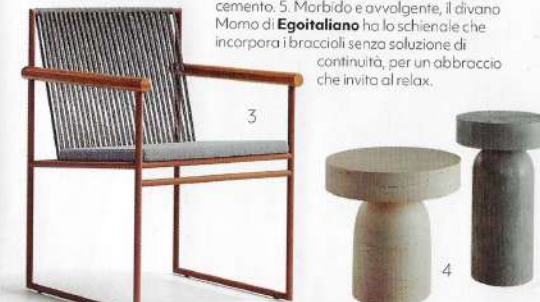 cemento. 5. Morbido e avvolgente, il divano
Momo di Egoitaliano ha lo schienale che
incorpora i braccioli senza soluzione di
continuità, per un abbraccio
che invita al relax.
3
4